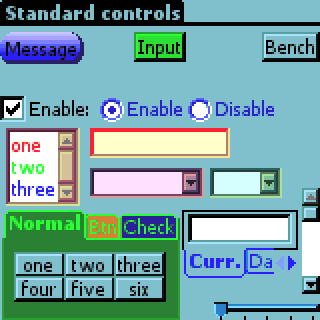 Standard controls
Message Input Bench
Enable: Enable Disable
one
two
three
Normal Btn Check
one two three
four five six
Curr. Da